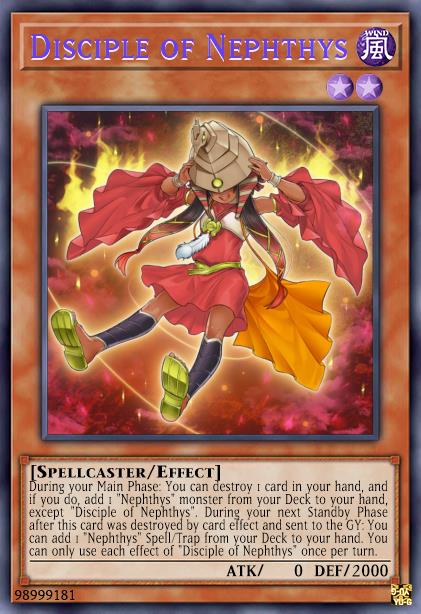 Disciple of Nephthys
WIND
風
[Spellcaster/Effect]
During your Main Phase: You can destroy 1 card in your hand, and
if you do, add 1 "Nephthys" monster from your Deck to your hand,
except "Disciple of Nephthys". During your next Standby Phase
after this card was destroyed by card effect and sent to the GY: You
can add 1 "Nephthys" Spell/Trap from your Deck to your hand. You
can only use each effect of "Disciple of Nephthys" once per turn.
ATK/ 0 DEF/2000
98999181